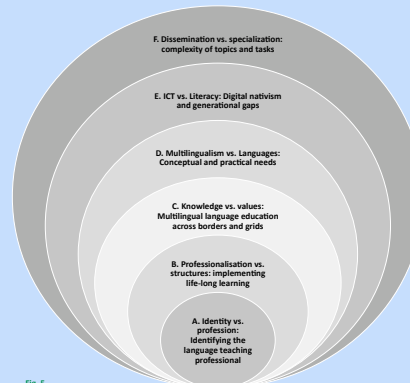 F. Dissemination vs. specialization:
complexity of topics and tasks
E. ICT vs. Literacy: Digital nativism
and generational gaps
D. Multilingualism vs. Languages:
Conceptual and practical needs
C. Knowledge vs. values:
Multilingual language education
across borders and grids
B. Professionalisation vs.
structures: implementing
life-long learning
A. Identity vs.
profession:
Identifying the
language teaching
professional